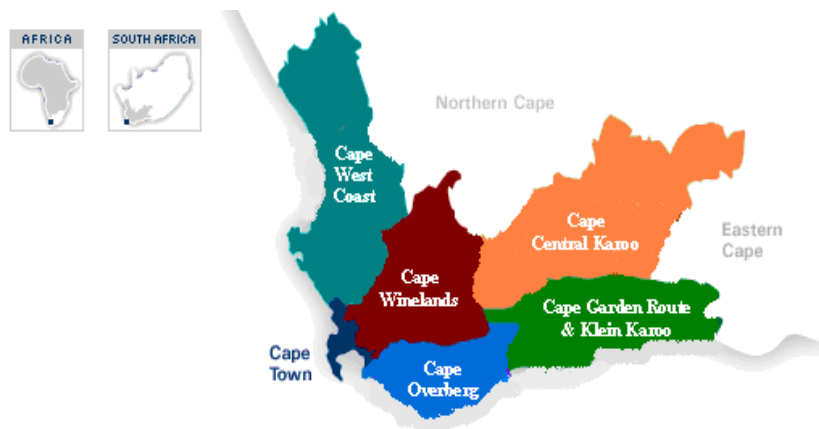 AFRICA
SOUTH AFRICA
Northern Cape
Cape
West
Coast
Cape
Central Karoo
Eastern
Cape
Cape
Winelands
Cape Garden Route
& Klein Karoo
Cape
Town
Cape
Overberg